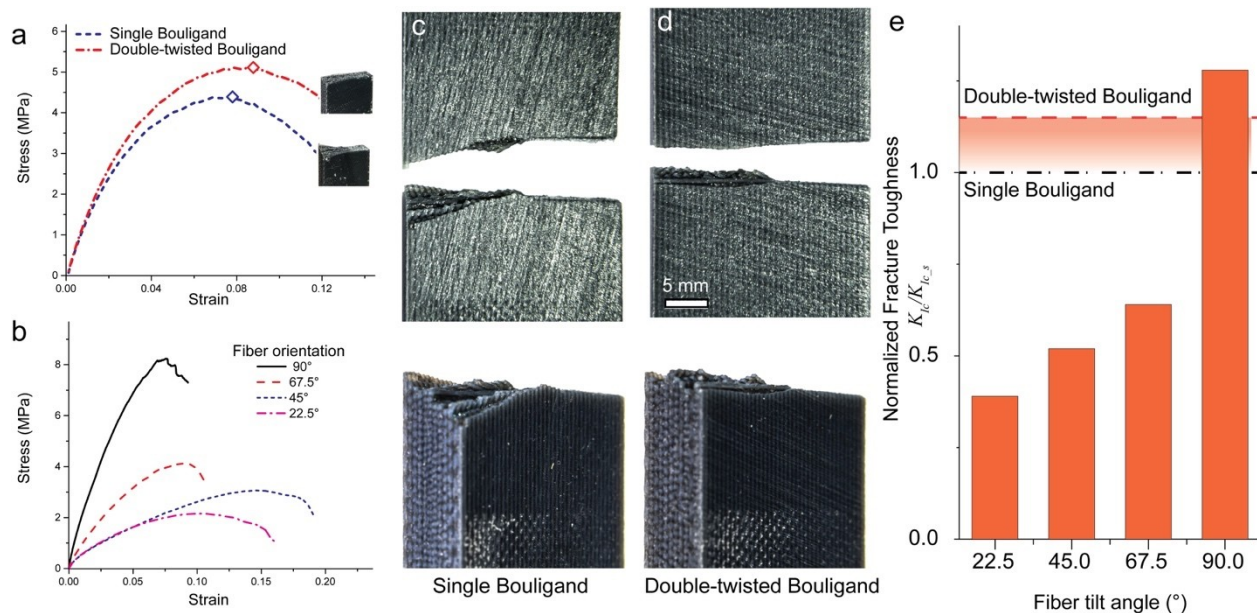 a
6
5
4
3
2
1
0
Stress (MPa)
Single Bouligand
Double-twisted Bouligand
0.00
0.04
0.08
0.12
Strain
b
8
6
4
2
0
Stress (MPa)
Fiber orientation
90°
67.5°
45°
22.5°
0.00
0.05
0.10
0.15
0.20
Strain
c
d
5 mm
Single Bouligand
Double-twisted Bouligand
e
Normalized Fracture Toughness
K_Ic/K_Ic_s
1.0
0.5
0.0
Double-twisted Bouligand
Single Bouligand
22.5
45.0
67.5
90.0
Fiber tilt angle (°)